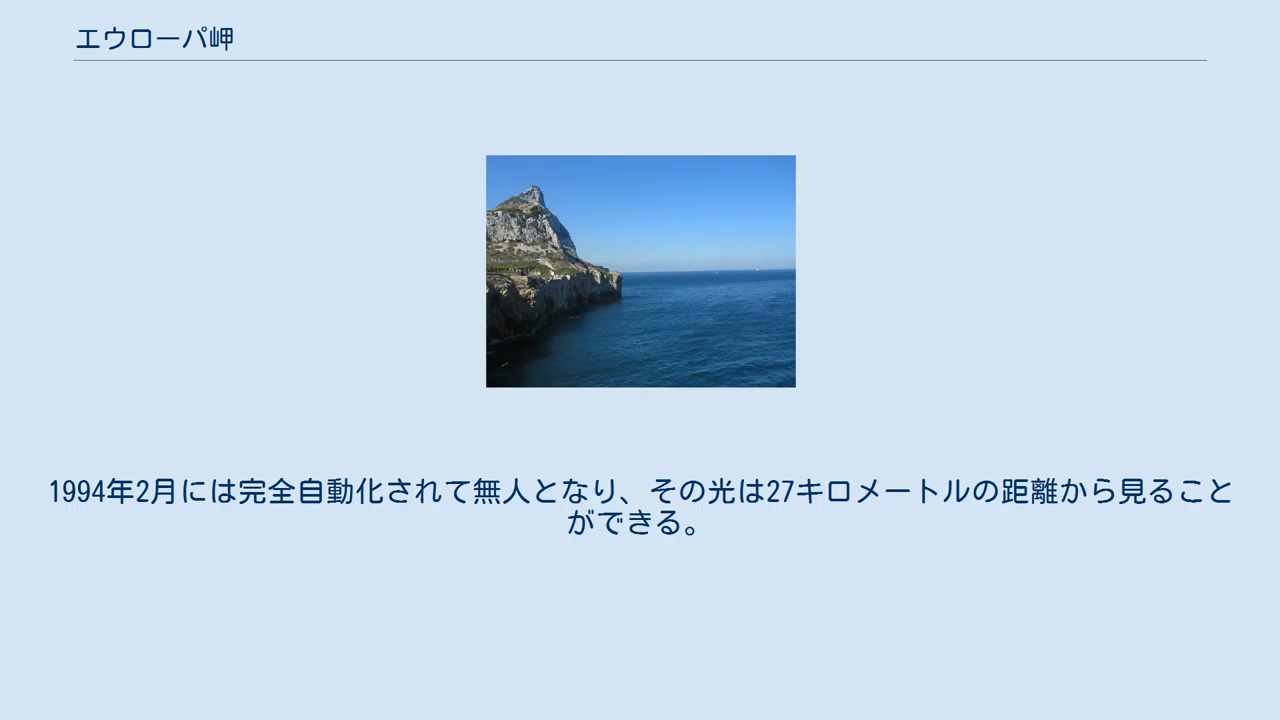 エウローパ岬
1994年2月には完全自動化されて無人となり、その光は27キロメートルの距離から見ること
ができる。